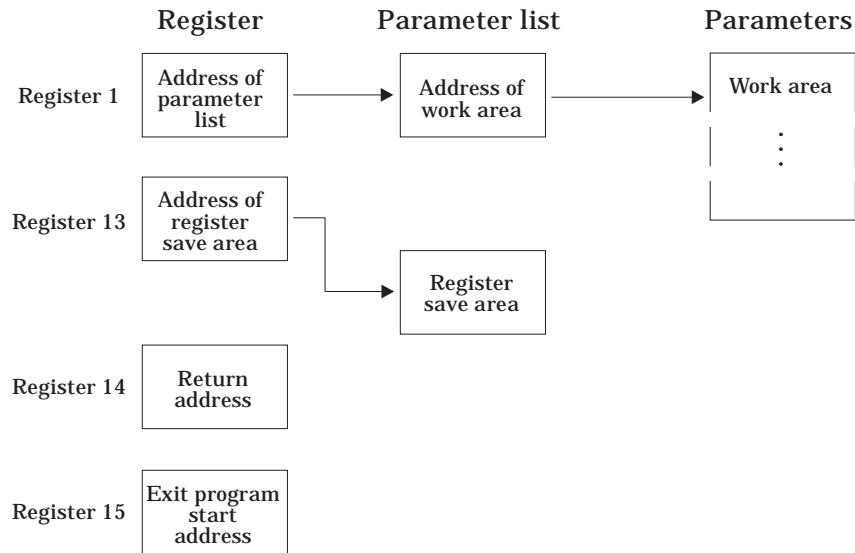 Register Parameter list Parameters
Register 1
Address of
parameter
list
Address of
work area
Work area
Register 13
Address of
register
save area
Register
save area
Register 14
Return
address
Register 15
Exit program
start
address